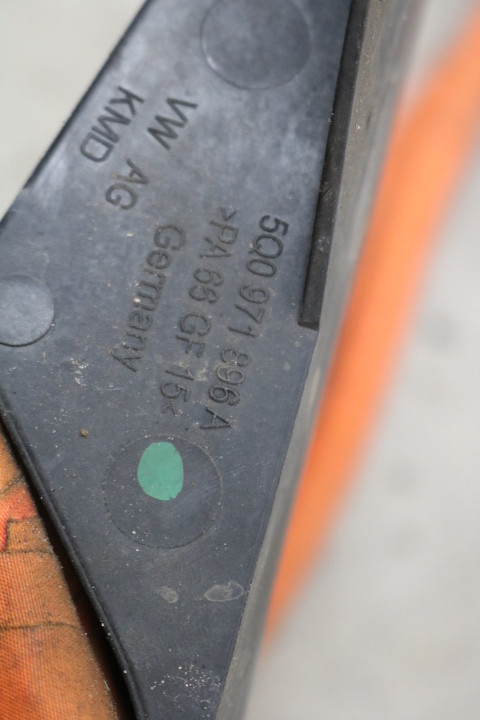 5Q0 971 896 A
>PA 66 GF 15<
Germany
VW AG
KMD